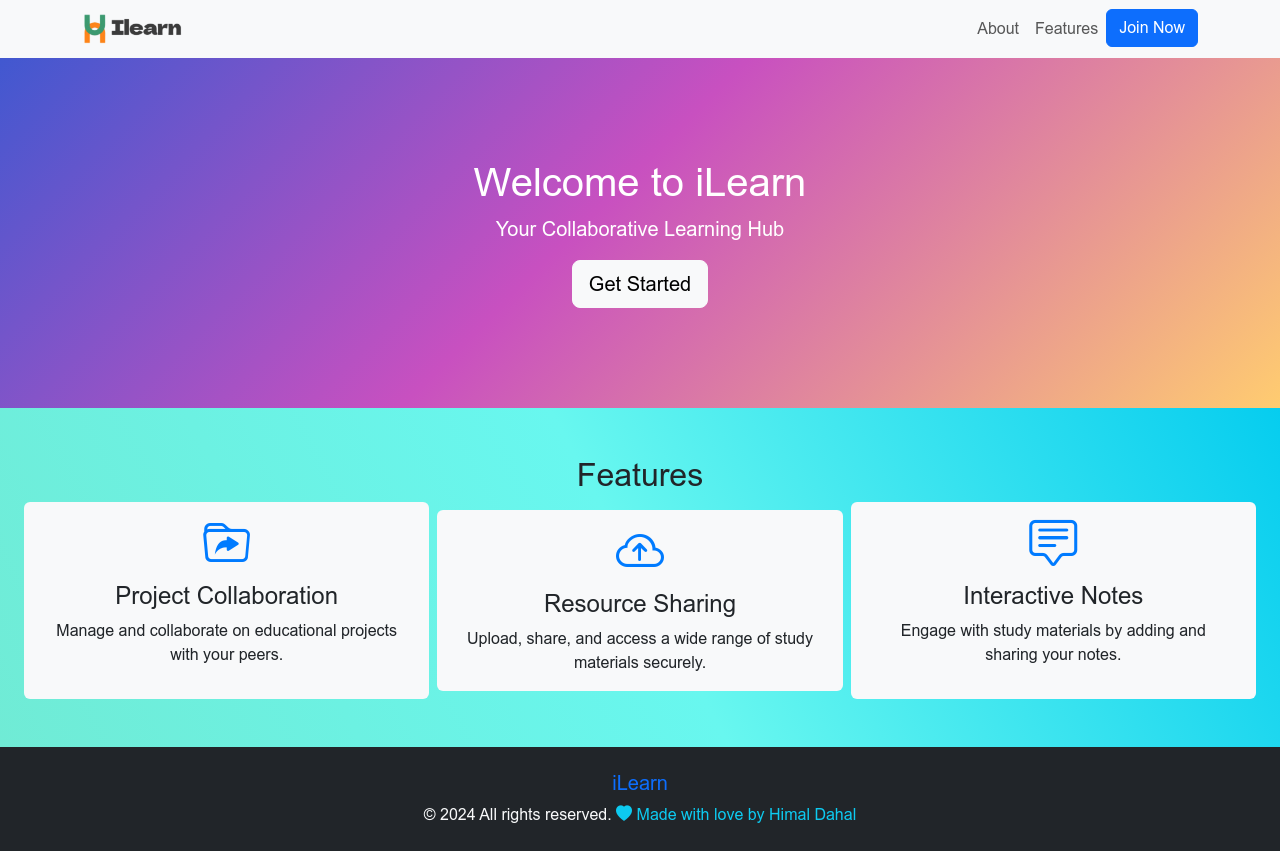 Ilearn
About Features Join Now
Welcome to iLearn
Your Collaborative Learning Hub
Get Started
Features
Project Collaboration
Manage and collaborate on educational projects
with your peers.
Resource Sharing
Upload, share, and access a wide range of study
materials securely.
Interactive Notes
Engage with study materials by adding and
sharing your notes.
iLearn
© 2024 All rights reserved. Made with love by Himal Dahal